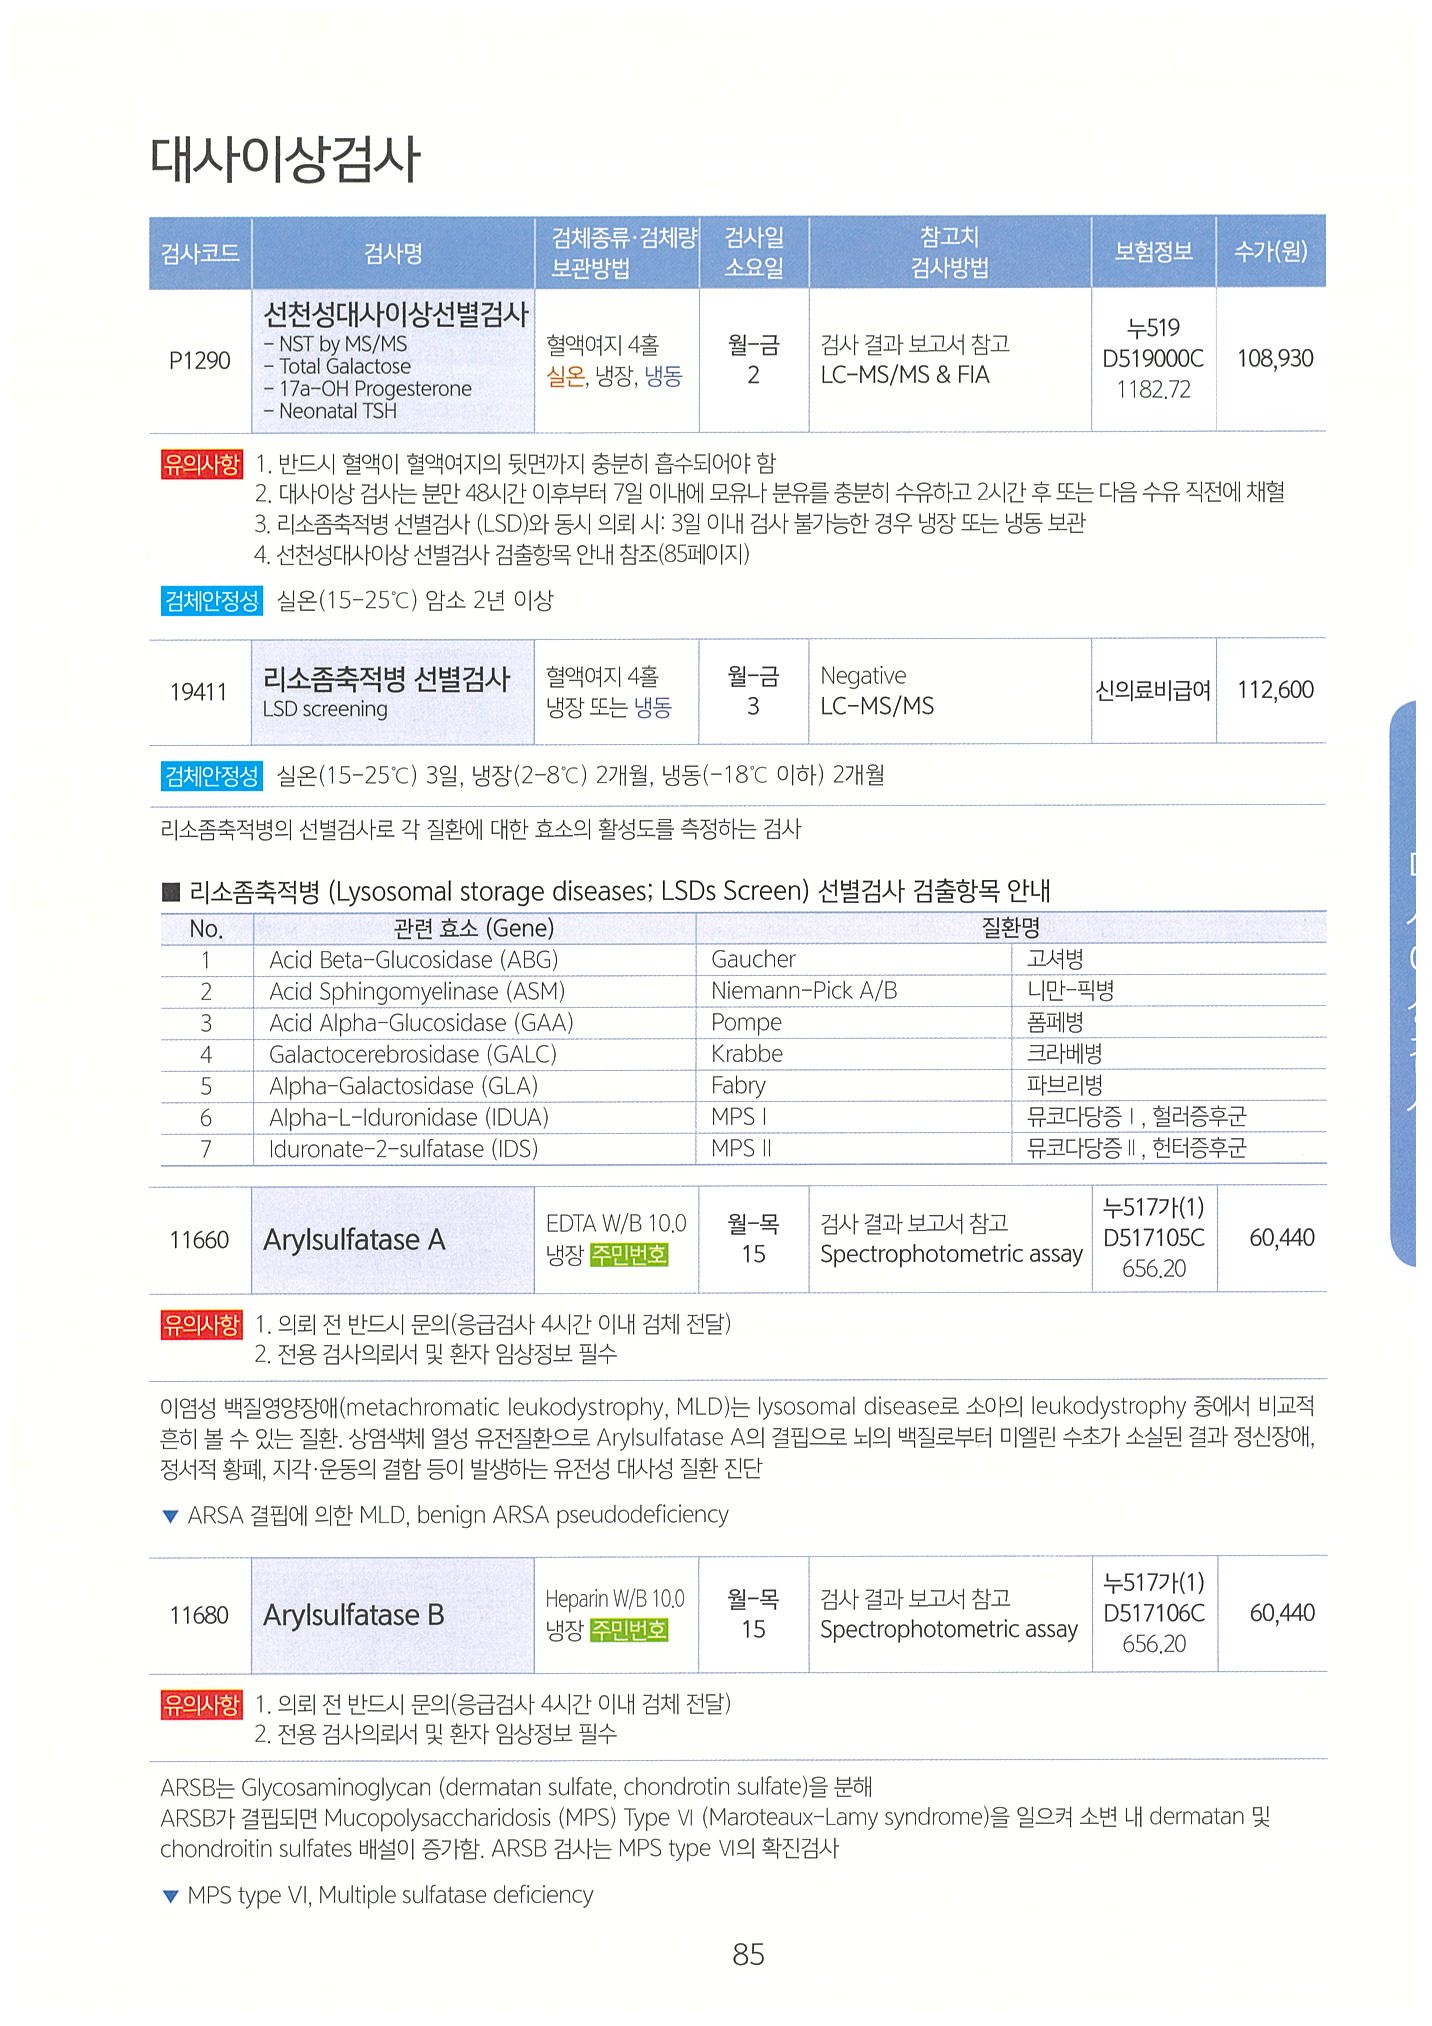 대사이상검사
검사코드 검사명 검체종류·검체량 보관방법 검사일 소요일 참고치 검사방법 보험정보 수가(원)
P1290
선천성대사이상선별검사
- NST by MS/MS
- Total Galactose
- 17a-OH Progesterone
- Neonatal TSH
혈액여지 4홀
실온, 냉장, 냉동
월-금
2
검사 결과 보고서 참고
LC-MS/MS & FIA
누519
D519000C
1182.72
108,930
유의사항 1. 반드시 혈액이 혈액여지의 뒷면까지 충분히 흡수되어야 함
2. 대사이상 검사는 분만 48시간 이후부터 7일 이내에 모유나 분유를 충분히 수유하고 2시간 후 또는 다음 수유 직전에 채혈
3. 리소좀축적병 선별검사 (LSD)와 동시 의뢰 시: 3일 이내 검사 불가능한 경우 냉장 또는 냉동 보관
4. 선천성대사이상 선별검사 검출항목 안내 참조(85페이지)
검체안정성 실온(15-25℃) 암소 2년 이상
19411
리소좀축적병 선별검사
LSD screening
혈액여지 4홀
냉장 또는 냉동
월-금
3
Negative
LC-MS/MS
신의료비급여
112,600
검체안정성 실온(15-25℃) 3일, 냉장(2-8℃) 2개월, 냉동(-18℃ 이하) 2개월
리소좀축적병의 선별검사로 각 질환에 대한 효소의 활성도를 측정하는 검사
■ 리소좀축적병 (Lysosomal storage diseases; LSDs Screen) 선별검사 검출항목 안내
No. 관련 효소 (Gene) 질환명
1 Acid Beta-Glucosidase (ABG) Gaucher 고셔병
2 Acid Sphingomyelinase (ASM) Niemann-Pick A/B 니만-픽병
3 Acid Alpha-Glucosidase (GAA) Pompe 폼페병
4 Galactocerebrosidase (GALC) Krabbe 크라베병
5 Alpha-Galactosidase (GLA) Fabry 파브리병
6 Alpha-L-Iduronidase (IDUA) MPS I 뮤코다당증 I, 헐러증후군
7 Iduronate-2-sulfatase (IDS) MPS II 뮤코다당증 II, 헌터증후군
11660
Arylsulfatase A
EDTA W/B 10.0
냉장 주민번호
월-목
15
검사 결과 보고서 참고
Spectrophotometric assay
누517가(1)
D517105C
656.20
60,440
유의사항 1. 의뢰 전 반드시 문의(응급검사 4시간 이내 검체 전달)
2. 전용 검사의뢰서 및 환자 임상정보 필수
이염성 백질영양장애(metachromatic leukodystrophy, MLD)는 lysosomal disease로 소아의 leukodystrophy 중에서 비교적
흔히 볼 수 있는 질환. 상염색체 열성 유전질환으로 Arylsulfatase A의 결핍으로 뇌의 백질로부터 미엘린 수초가 소실된 결과 정신장애,
정서적 황폐, 지각·운동의 결함 등이 발생하는 유전성 대사성 질환 진단
▼ ARSA 결핍에 의한 MLD, benign ARSA pseudodeficiency
11680
Arylsulfatase B
Heparin W/B 10.0
냉장 주민번호
월-목
15
검사 결과 보고서 참고
Spectrophotometric assay
누517가(1)
D517106C
656.20
60,440
유의사항 1. 의뢰 전 반드시 문의(응급검사 4시간 이내 검체 전달)
2. 전용 검사의뢰서 및 환자 임상정보 필수
ARSB는 Glycosaminoglycan (dermatan sulfate, chondrotin sulfate)을 분해
ARSB가 결핍되면 Mucopolysaccharidosis (MPS) Type VI (Maroteaux-Lamy syndrome)을 일으켜 소변 내 dermatan 및
chondroitin sulfates 배설이 증가함. ARSB 검사는 MPS type VI의 확진검사
▼ MPS type VI, Multiple sulfatase deficiency
85